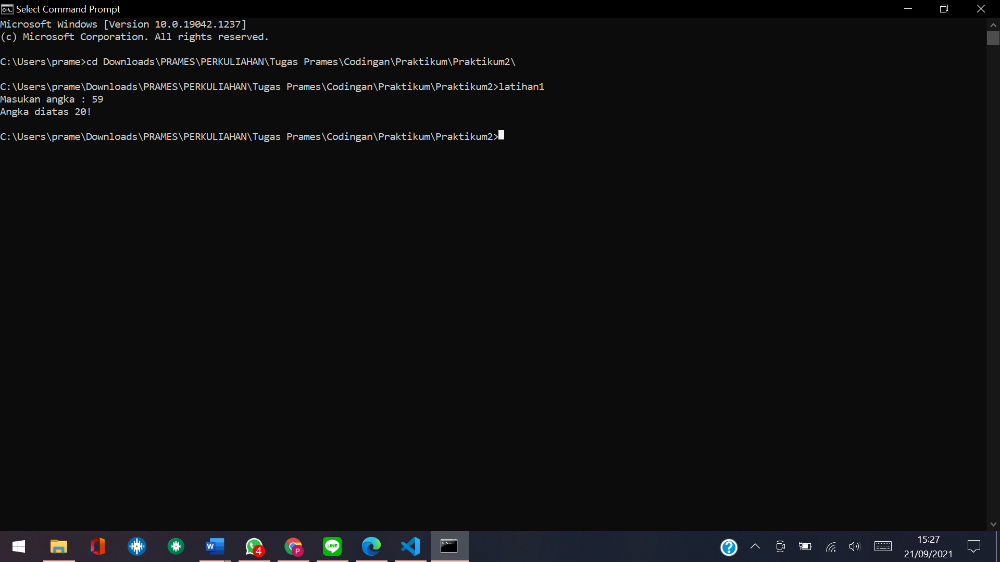 Select Command Prompt
Microsoft Windows [Version 10.0.19042.1237]
(c) Microsoft Corporation. All rights reserved.
C:\Users\prame>cd Downloads\PRAMES\PERKULIAHAN\Tugas Prames\Codingan\Praktikum\Praktikum2\
C:\Users\prame\Downloads\PRAMES\PERKULIAHAN\Tugas Prames\Codingan\Praktikum\Praktikum2>latihan1
Masukan angka : 59
Angka diatas 20!
C:\Users\prame\Downloads\PRAMES\PERKULIAHAN\Tugas Prames\Codingan\Praktikum\Praktikum2>
W
4
P
LINE
?
15:27
21/09/2021